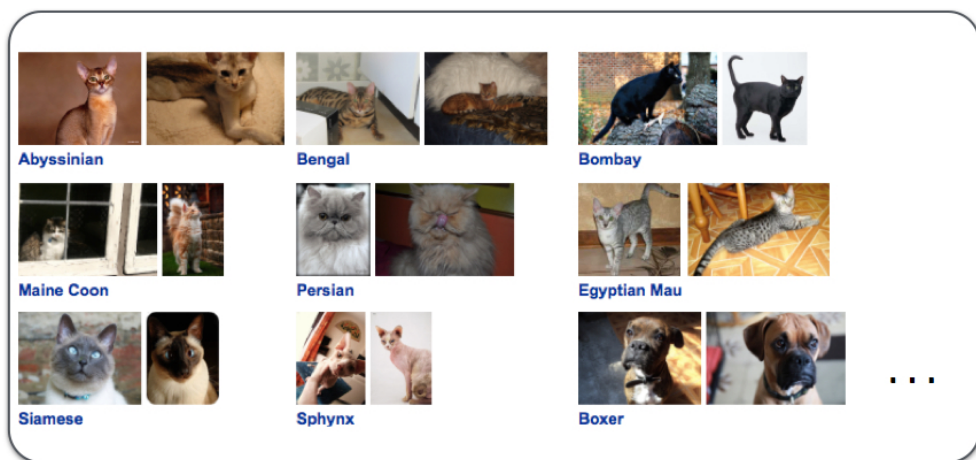 Abyssinian
Bengal
Bombay
Maine Coon
Persian
Egyptian Mau
Siamese
Sphynx
Boxer
...